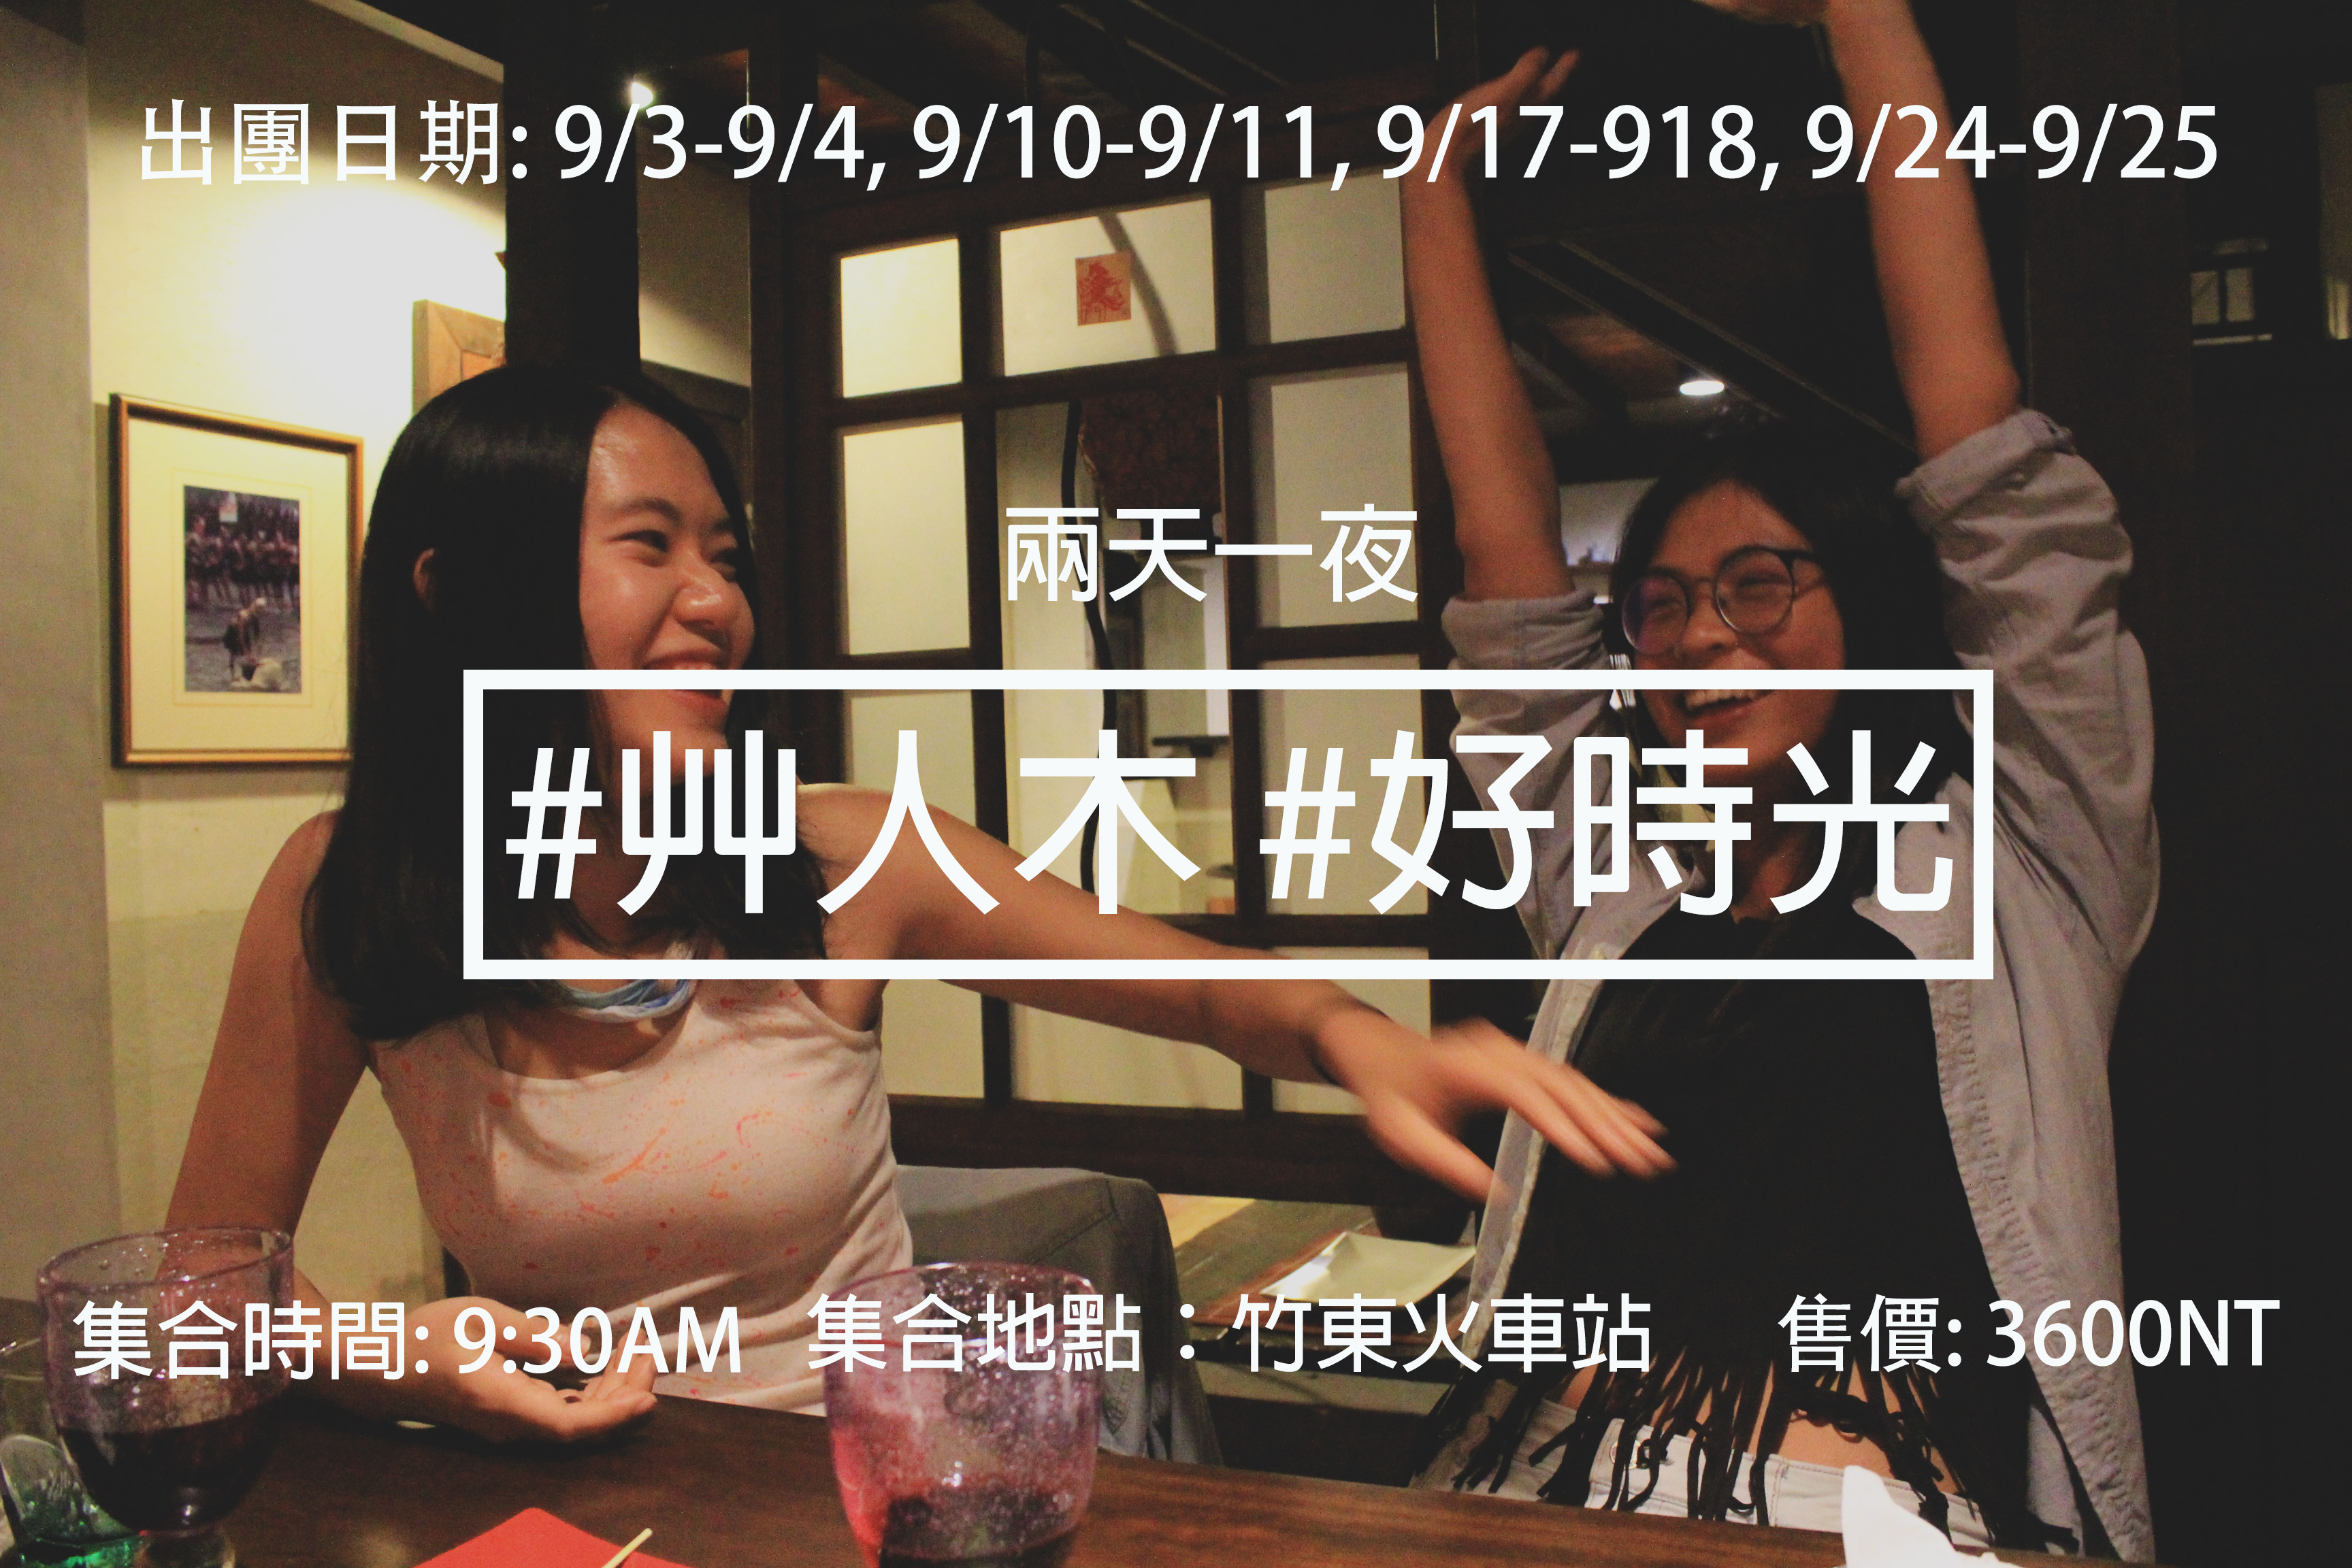 出團日期: 9/3-9/4, 9/10-9/11, 9/17-918, 9/24-9/25
兩天一夜
#艸人木 #好時光
集合時間: 9:30AM 集合地點：竹東火車站 售價: 3600NT